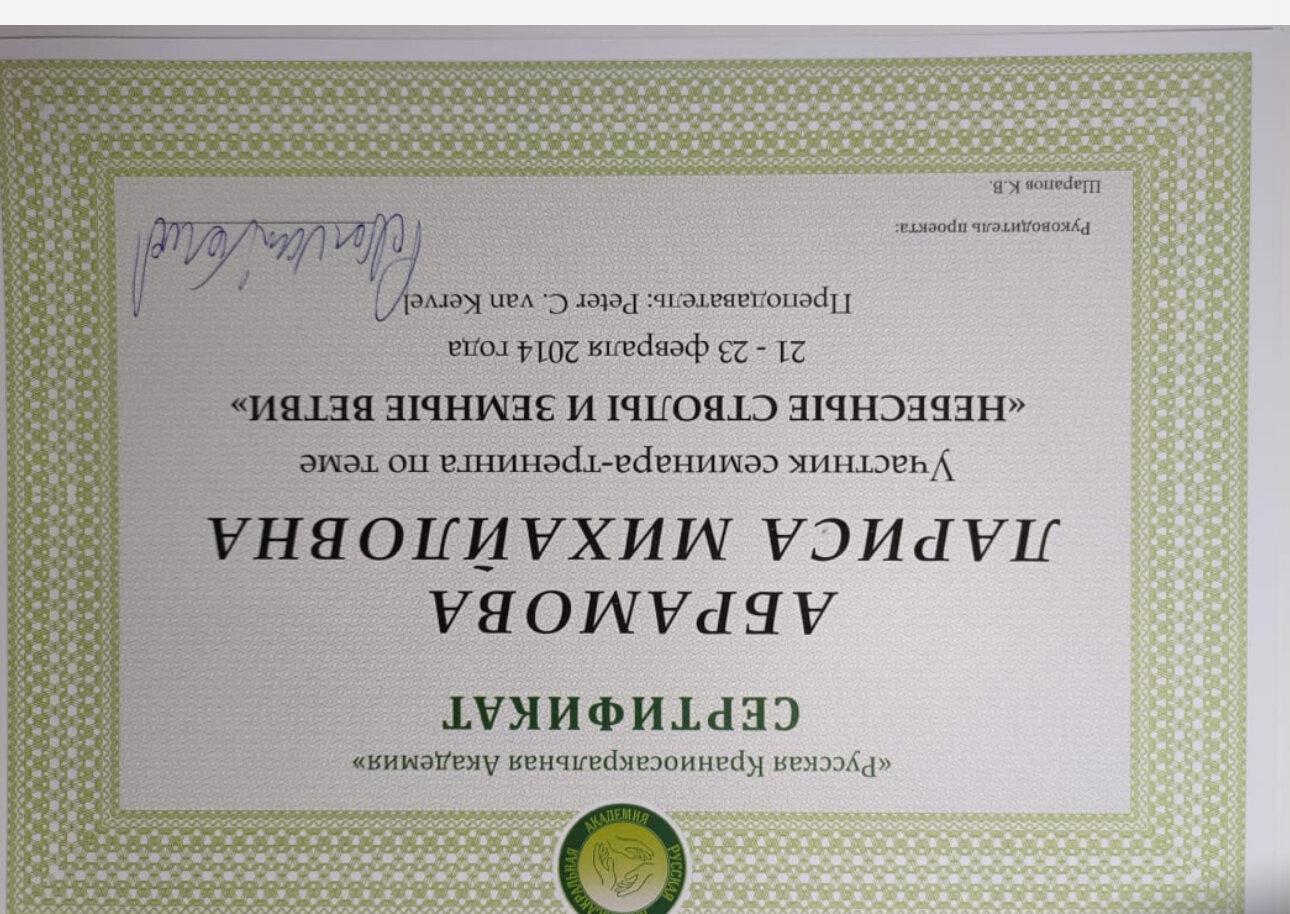 АКАДЕМИЯ РУССКАЯ
«Русская Краниосакральная Академия»
СЕРТИФИКАТ
АБРАМОВА
ЛАРИСА МИХАЙЛОВНА
Участник семинара-тренинга по теме
«НЕБЕСНЫЕ СТВОЛЫ И ЗЕМНЫЕ ВЕТВИ»
21 - 23 февраля 2014 года
Преподаватель: Peter C. van Kervel
Руководитель проекта:
Шарапов К.В.